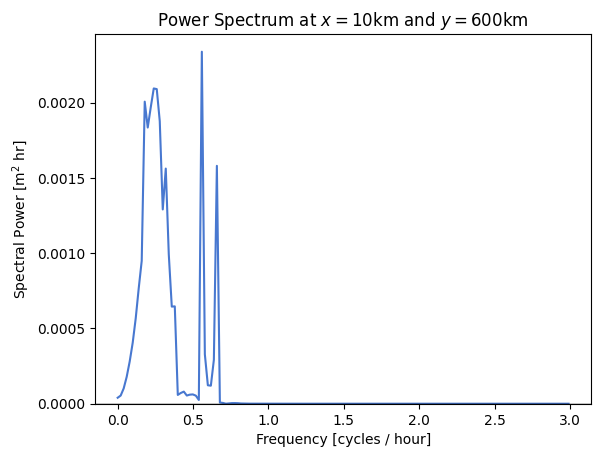 Power Spectrum at x = 10km and y = 600km
Spectral Power [m² hr]
0.0020
0.0015
0.0010
0.0005
0.0000
0.0 0.5 1.0 1.5 2.0 2.5 3.0
Frequency [cycles / hour]